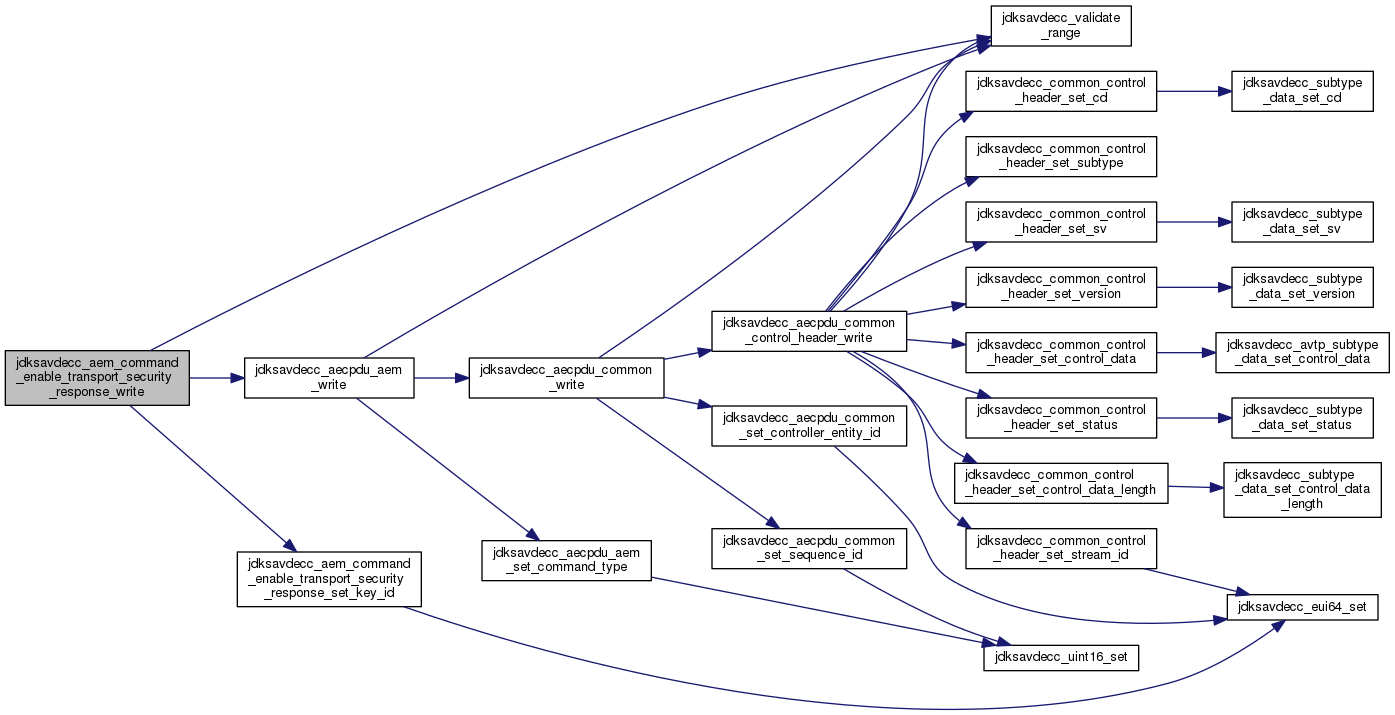 jdksavdecc_aem_command
_enable_transport_security
_response_write
jdksavdecc_aecpdu_aem
_write
jdksavdecc_aem_command
_enable_transport_security
_response_set_key_id
jdksavdecc_aecpdu_common
_write
jdksavdecc_aecpdu_aem
_set_command_type
jdksavdecc_aecpdu_common
_control_header_write
jdksavdecc_aecpdu_common
_set_controller_entity_id
jdksavdecc_aecpdu_common
_set_sequence_id
jdksavdecc_validate
_range
jdksavdecc_common_control
_header_set_cd
jdksavdecc_common_control
_header_set_subtype
jdksavdecc_common_control
_header_set_sv
jdksavdecc_common_control
_header_set_version
jdksavdecc_common_control
_header_set_control_data
jdksavdecc_common_control
_header_set_status
jdksavdecc_common_control
_header_set_control_data_length
jdksavdecc_common_control
_header_set_stream_id
jdksavdecc_uint16_set
jdksavdecc_subtype
_data_set_cd
jdksavdecc_subtype
_data_set_sv
jdksavdecc_subtype
_data_set_version
jdksavdecc_avtp_subtype
_data_set_control_data
jdksavdecc_subtype
_data_set_status
jdksavdecc_subtype
_data_set_control_data
_length
jdksavdecc_eui64_set